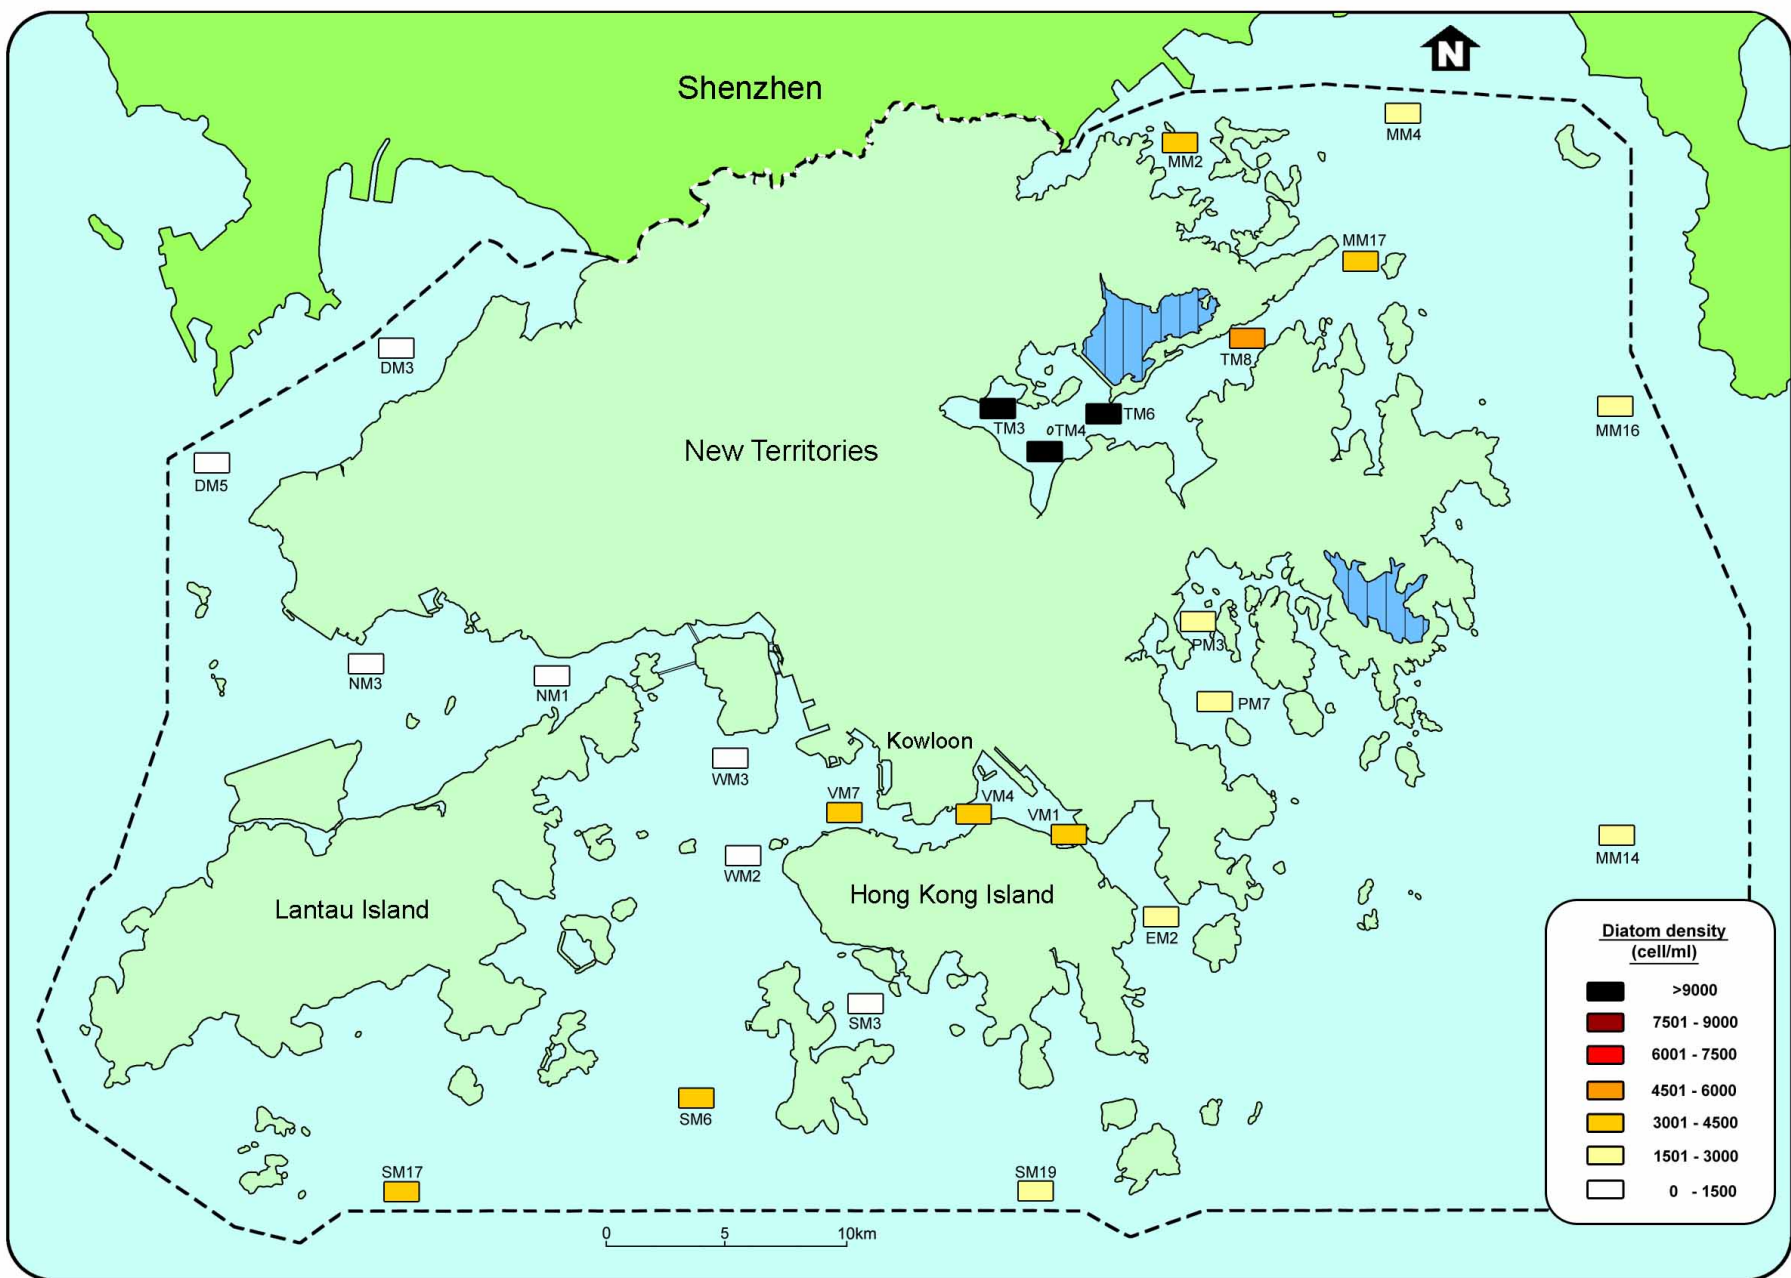 Shenzhen
N
MM4
MM2
MM17
DM3
TM8
TM6
TM3
TM4
MM16
New Territories
DM5
PM3
NM3
NM1
PM7
Kowloon
WM3
VM7
VM4
VM1
MM14
WM2
Hong Kong Island
Lantau Island
EM2
SM3
SM6
SM17
SM19
0 5 10km
Diatom density
(cell/ml)
>9000
7501 - 9000
6001 - 7500
4501 - 6000
3001 - 4500
1501 - 3000
0 - 1500